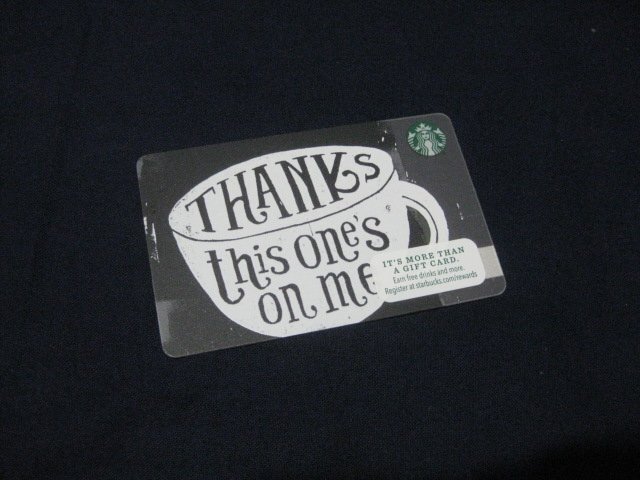 THANKS
this one's
on me
IT'S MORE THAN
A GIFT CARD.
Earn free drinks and more.
Register at starbucks.com/rewards